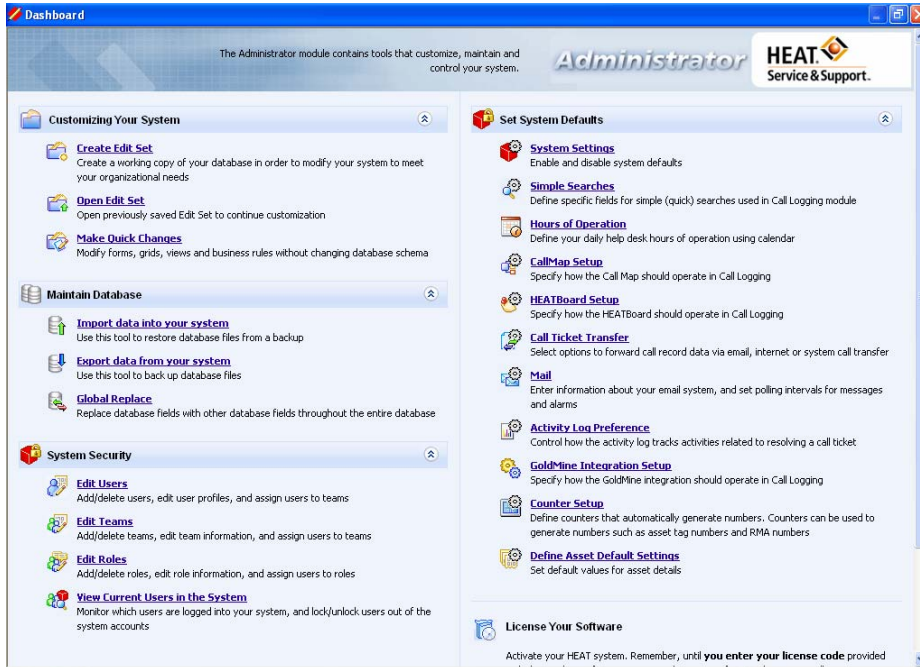 Dashboard
The Administrator module contains tools that customize, maintain and
control your system.
Administrator
HEAT
Service & Support.
Customizing Your System
Create Edit Set
Create a working copy of your database in order to modify your system to meet
your organizational needs
Open Edit Set
Open previously saved Edit Set to continue customization
Make Quick Changes
Modify forms, grids, views and business rules without changing database schema
Maintain Database
Import data into your system
Use this tool to restore database files from a backup
Export data from your system
Use this tool to back up database files
Global Replace
Replace database fields with other database fields throughout the entire database
System Security
Edit Users
Add/delete users, edit user profiles, and assign users to teams
Edit Teams
Add/delete teams, edit team information, and assign users to teams
Edit Roles
Add/delete roles, edit role information, and assign users to roles
View Current Users in the System
Monitor which users are logged into your system, and lock/unlock users out of the
system accounts
Set System Defaults
System Settings
Enable and disable system defaults
Simple Searches
Define specific fields for simple (quick) searches used in Call Logging module
Hours of Operation
Define your daily help desk hours of operation using calendar
CallMap Setup
Specify how the Call Map should operate in Call Logging
HEATBoard Setup
Specify how the HEATBoard should operate in Call Logging
Call Ticket Transfer
Select options to forward call record data via email, internet or system call transfer
Mail
Enter information about your email system, and set polling intervals for messages
and alarms
Activity Log Preference
Control how the activity log tracks activities related to resolving a call ticket
GoldMine Integration Setup
Specify how the GoldMine integration should operate in Call Logging
Counter Setup
Define counters that automatically generate numbers. Counters can be used to
generate numbers such as asset tag numbers and RMA numbers
Define Asset Default Settings
Set default values for asset details
License Your Software
Activate your HEAT system. Remember, until you enter your license code provided